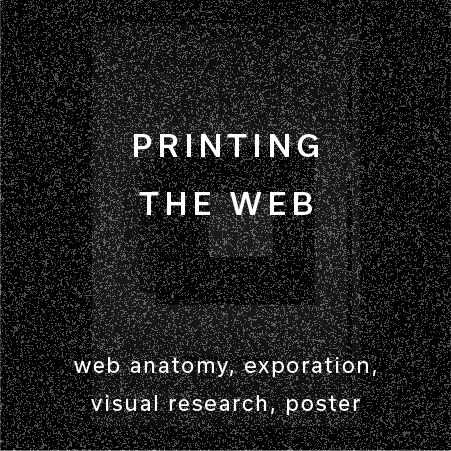 PRINTING
THE WEB
web anatomy, exporation,
visual research, poster